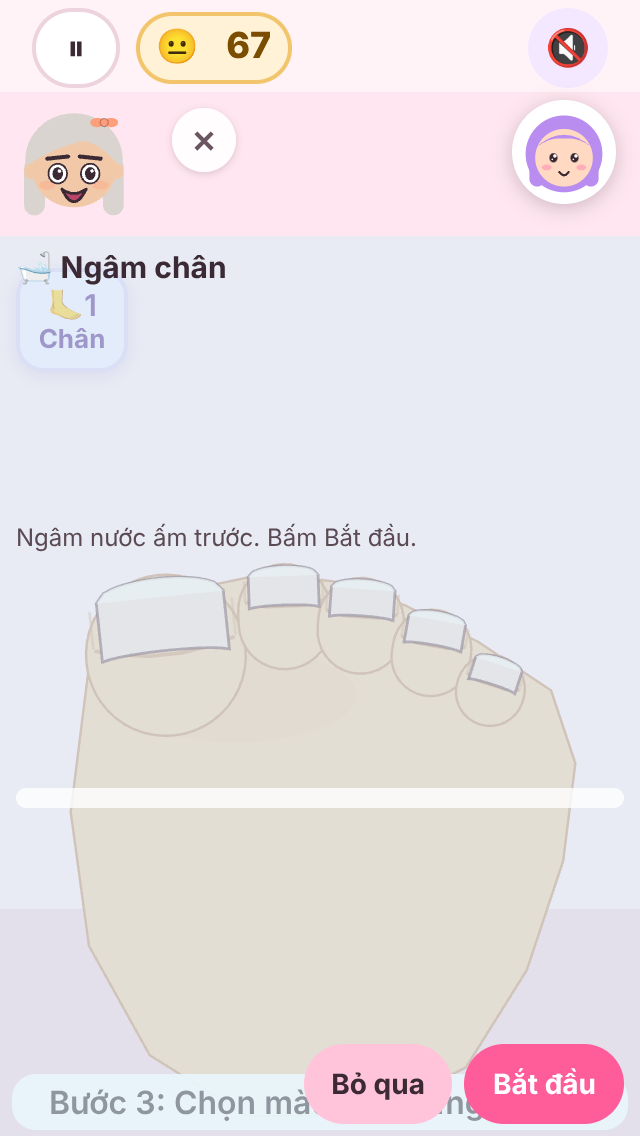 67
🛁 Ngâm chân
🦶1
Chân
Ngâm nước ấm trước. Bấm Bắt đầu.
Bỏ qua
Bắt đầu
Bước 3: Chọn